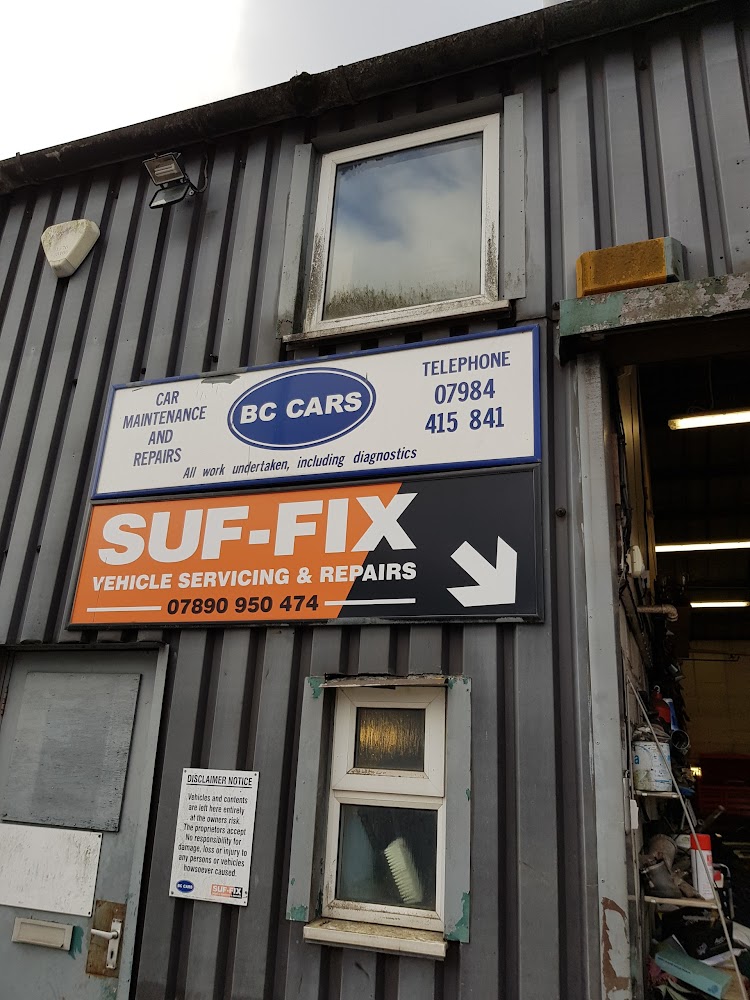 CAR
MAINTENANCE
AND
REPAIRS
BC CARS
TELEPHONE
07984
415 841
All work undertaken, including diagnostics
SUF-FIX
VEHICLE SERVICING & REPAIRS
07890 950 474
DISCLAIMER NOTICE
Vehicles and contents
are left here entirely
at the owners risk.
The proprietors accept
No responsibility for
damage, loss or injury to
any persons or vehicles
howsoever caused.
BC CARS
SUF-FIX